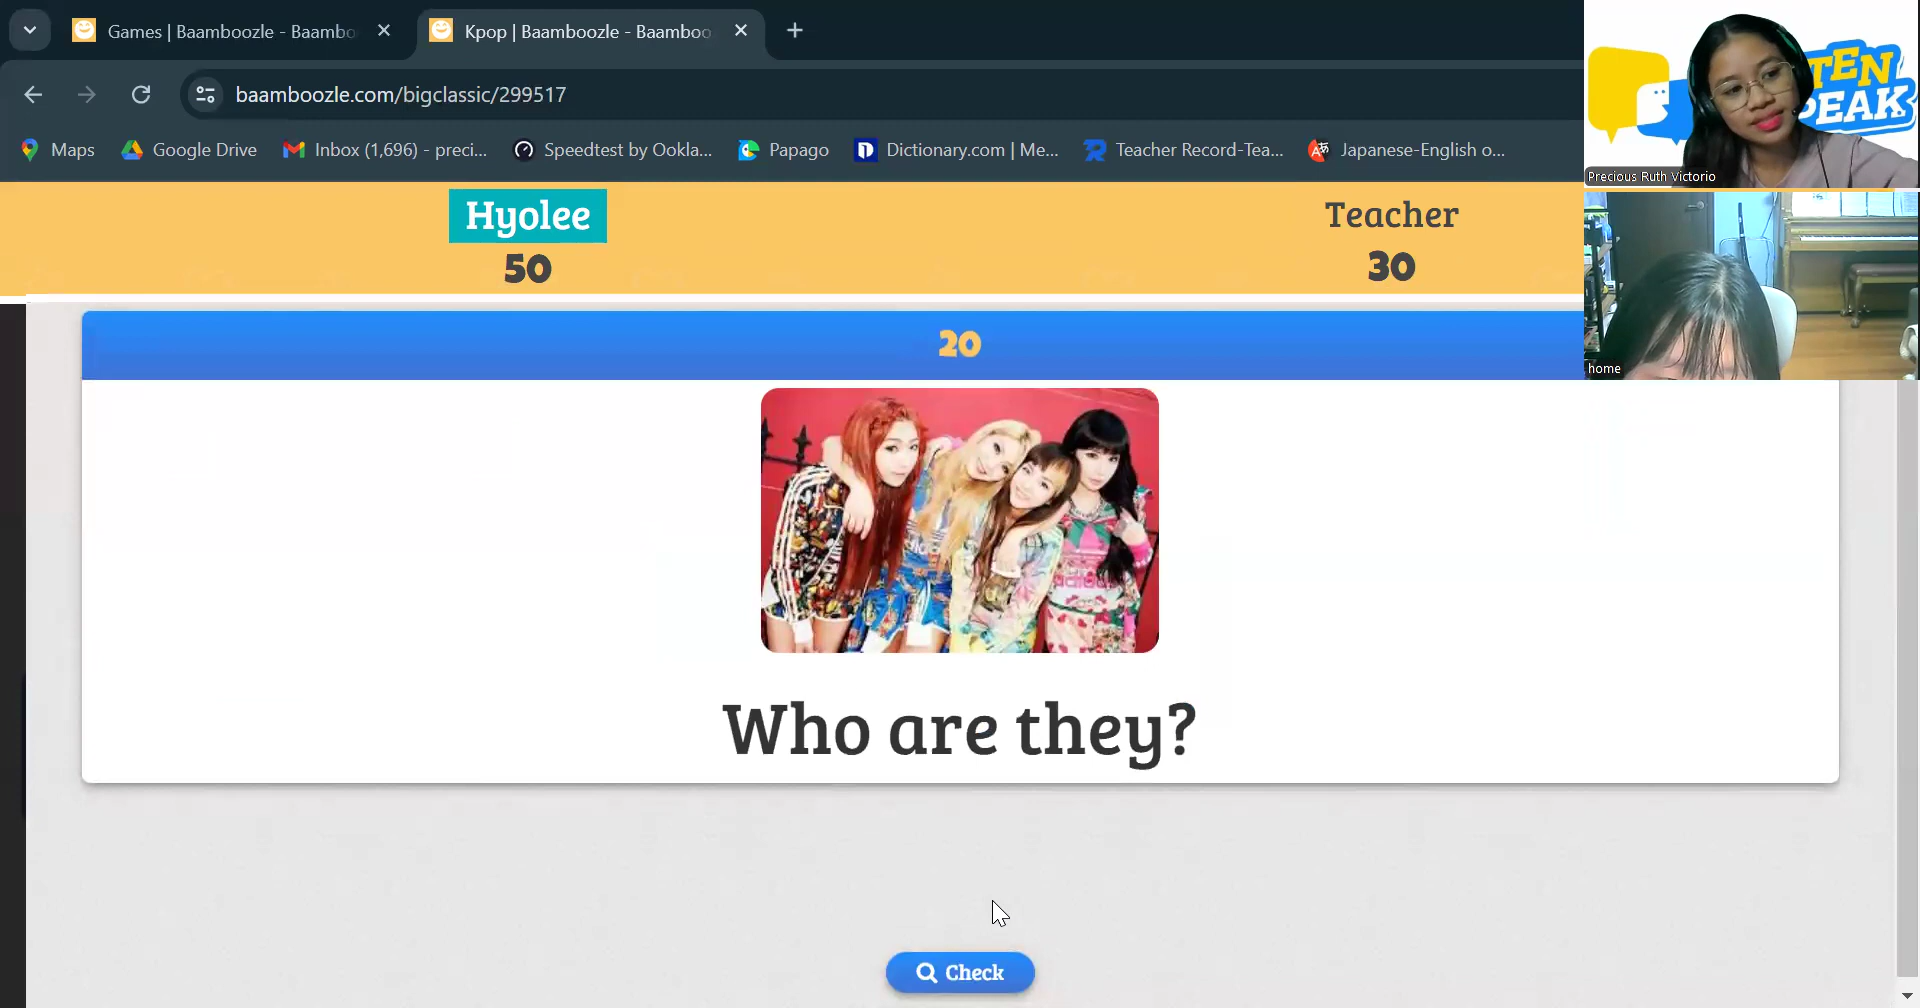 Games | Baamboozle - Baambo
Kpop | Baamboozle - Baamboo
baamboozle.com/bigclassic/299517
Maps
Google Drive
Inbox (1,696) - preci...
Speedtest by Ookla...
Papago
Dictionary.com | Me...
Teacher Record-Tea...
Japanese-English o...
TEN
PEAK
Precious Ruth Victorio
home
Hyolee
50
Teacher
30
20
Who are they?
Check